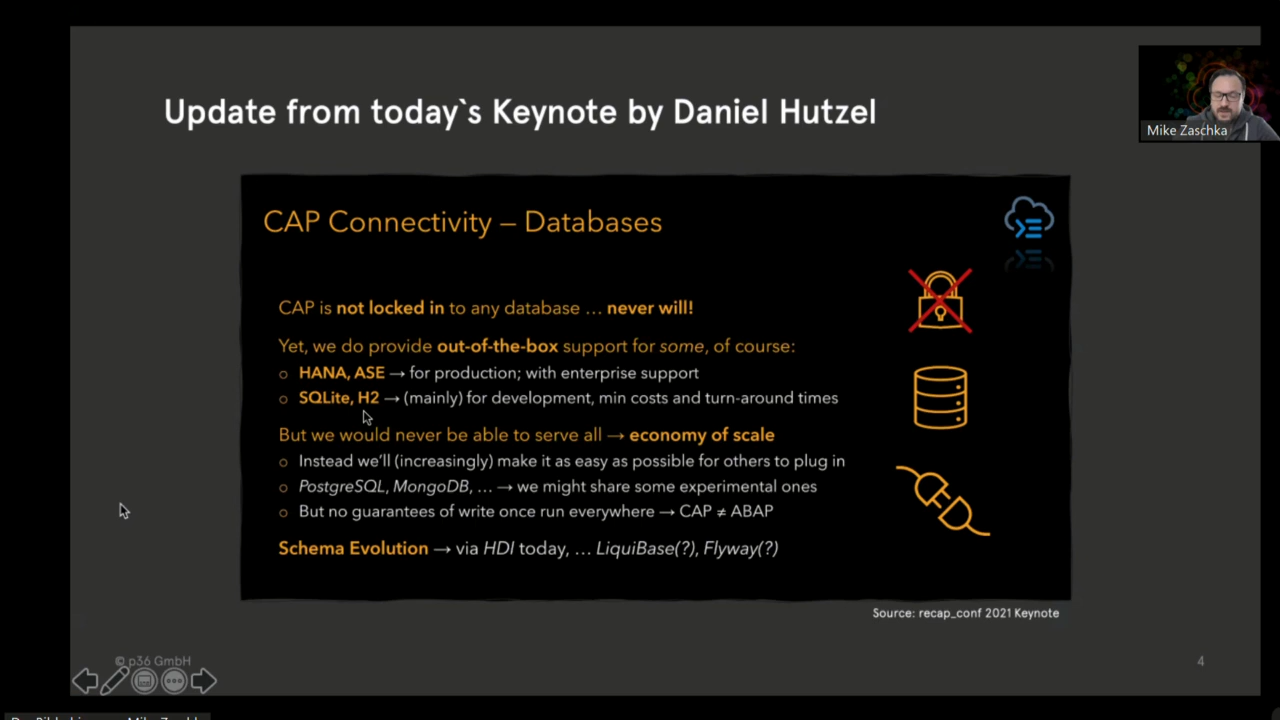 Update from today`s Keynote by Daniel Hutzel
Mike Zaschka
CAP Connectivity – Databases
CAP is not locked in to any database … never will!
Yet, we do provide out-of-the-box support for some, of course:
○ HANA, ASE → for production; with enterprise support
○ SQLite, H2 → (mainly) for development, min costs and turn-around times
But we would never be able to serve all → economy of scale
○ Instead we'll (increasingly) make it as easy as possible for others to plug in
○ PostgreSQL, MongoDB, … → we might share some experimental ones
○ But no guarantees of write once run everywhere → CAP ≠ ABAP
Schema Evolution → via HDI today, … LiquiBase(?), Flyway(?)
Source: recap_conf 2021 Keynote
© p36 GmbH
4